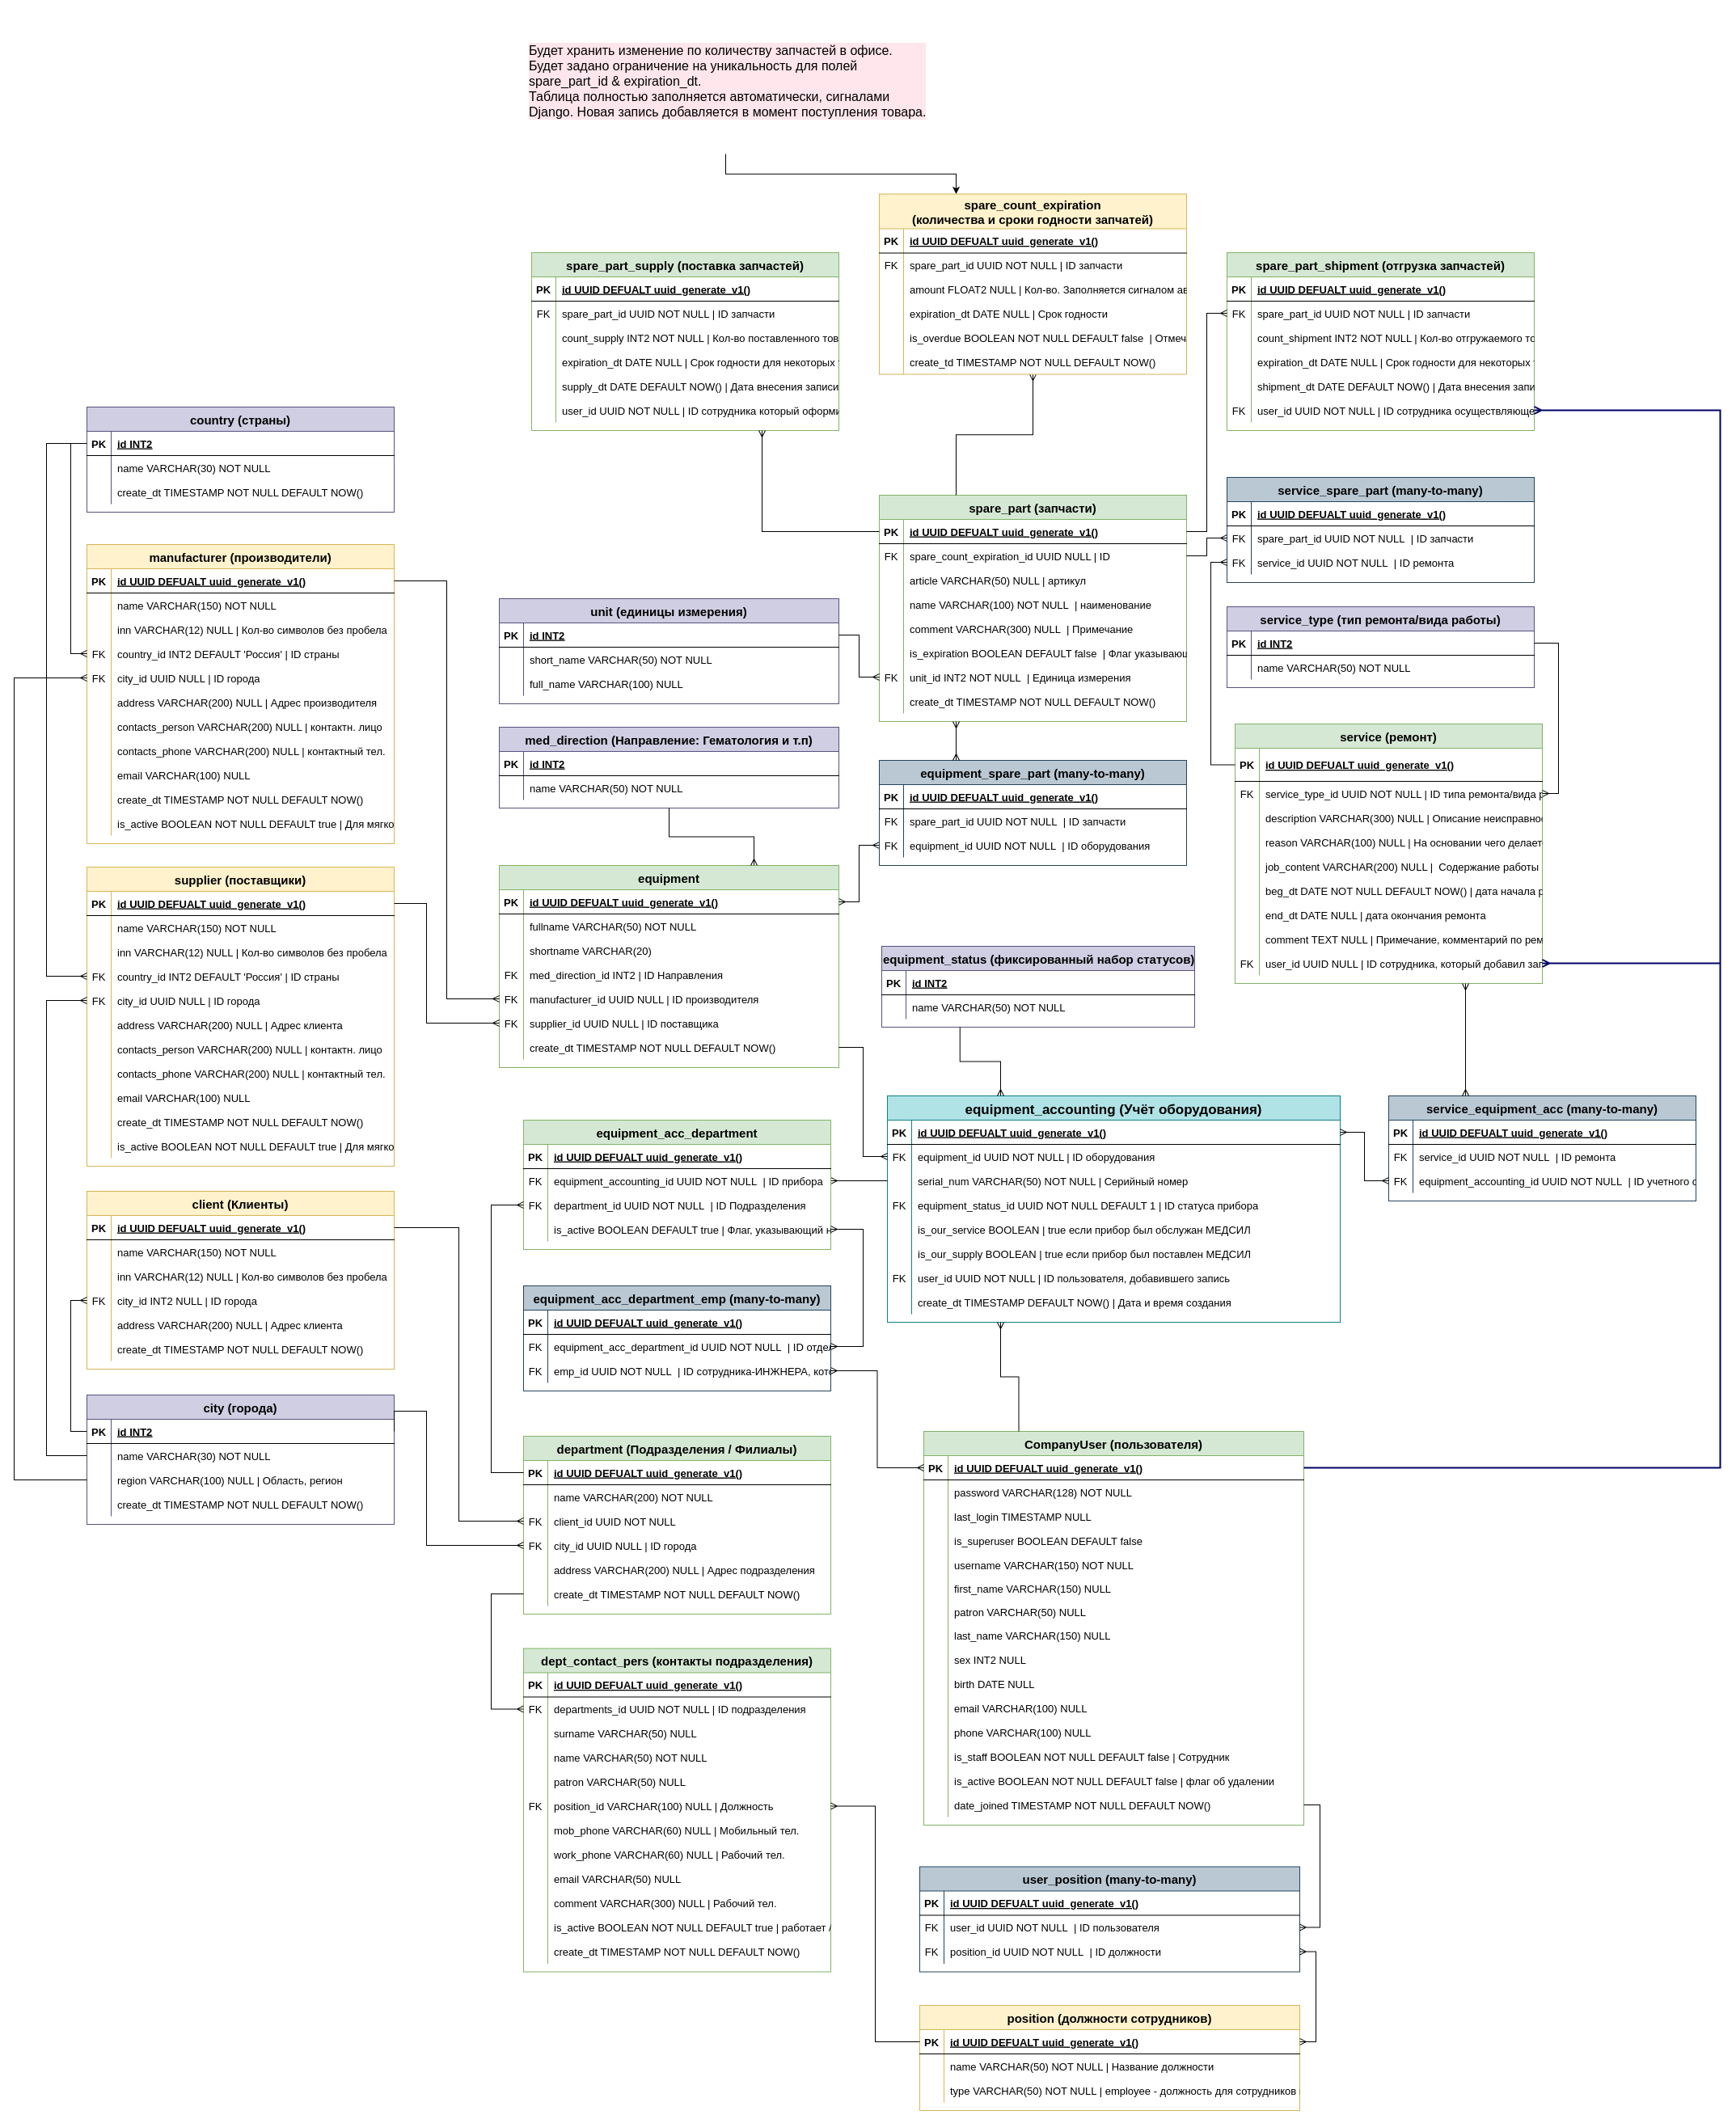 Будет хранить изменение по количеству запчастей в офисе.
Будет задано ограничение на уникальность для полей
spare_part_id & expiration_dt.
Таблица полностью заполняется автоматически, сигналами
Django. Новая запись добавляется в момент поступления товара.
spare_count_expiration
(количества и сроки годности запчатей)
PK id UUID DEFUALT uuid_generate_v1()
FK spare_part_id UUID NOT NULL | ID запчасти
amount FLOAT2 NULL | Кол-во. Заполняется сигналом
expiration_dt DATE NULL | Срок годности
is_overdue BOOLEAN NOT NULL DEFAULT false | 
create_td TIMESTAMP NOT NULL DEFAULT NOW()
spare_part_supply (поставка запчастей)
PK id UUID DEFUALT uuid_generate_v1()
FK spare_part_id UUID NOT NULL | ID запчасти
count_supply INT2 NOT NULL | Кол-во поставленного
expiration_dt DATE NULL | Срок годности для некоторых
supply_dt DATE DEFAULT NOW() | Дата внесения записи
user_id UUID NOT NULL | ID сотрудника который
spare_part_shipment (отгрузка запчастей)
PK id UUID DEFUALT uuid_generate_v1()
FK spare_part_id UUID NOT NULL | ID запчасти
count_shipment INT2 NOT NULL | Кол-во отгружаемого
expiration_dt DATE NULL | Срок годности для некоторых
shipment_dt DATE DEFAULT NOW() | Дата внесения
FK user_id UUID NOT NULL | ID сотрудника
country (страны)
PK id INT2
name VARCHAR(30) NOT NULL
create_dt TIMESTAMP NOT NULL DEFAULT NOW()
service_spare_part (many-to-many)
PK id UUID DEFUALT uuid_generate_v1()
FK spare_part_id UUID NOT NULL | ID запчасти
FK service_id UUID NOT NULL | ID ремонта
spare_part (запчасти)
PK id UUID DEFUALT uuid_generate_v1()
FK spare_count_expiration_id UUID NULL | ID
article VARCHAR(50) NULL | артикул
name VARCHAR(100) NOT NULL | наименование
comment VARCHAR(300) NULL | Примечание
is_expiration BOOLEAN DEFAULT false | Флаг
FK unit_id INT2 NOT NULL | Единица измерения
create_dt TIMESTAMP NOT NULL DEFAULT NOW()
manufacturer (производители)
PK id UUID DEFUALT uuid_generate_v1()
name VARCHAR(150) NOT NULL
inn VARCHAR(12) NULL | Кол-во символов без пробела
FK country_id INT2 DEFAULT 'Россия' | ID страны
FK city_id UUID NULL | ID города
address VARCHAR(200) NULL | Адрес производителя
contacts_person VARCHAR(200) NULL | контактн. лицо
contacts_phone VARCHAR(200) NULL | контактный тел.
email VARCHAR(100) NULL
create_dt TIMESTAMP NOT NULL DEFAULT NOW()
is_active BOOLEAN NOT NULL DEFAULT true | Для
unit (единицы измерения)
PK id INT2
short_name VARCHAR(50) NOT NULL
full_name VARCHAR(100) NULL
service_type (тип ремонта/вида работы)
PK id INT2
name VARCHAR(50) NOT NULL
med_direction (Направление: Гематология и т.п)
PK id INT2
name VARCHAR(50) NOT NULL
service (ремонт)
PK id UUID DEFUALT uuid_generate_v1()
FK service_type_id UUID NOT NULL | ID типа ремонта/вида
description VARCHAR(300) NULL | Описание
reason VARCHAR(100) NULL | На основании чего
job_content VARCHAR(200) NULL | Содержание работы
beg_dt DATE NOT NULL DEFAULT NOW() | дата начала
end_dt DATE NULL | дата окончания ремонта
comment TEXT NULL | Примечание, комментарий по
FK user_id UUID NULL | ID сотрудника, который добавил
equipment_spare_part (many-to-many)
PK id UUID DEFUALT uuid_generate_v1()
FK spare_part_id UUID NOT NULL | ID запчасти
FK equipment_id UUID NOT NULL | ID оборудования
supplier (поставщики)
PK id UUID DEFUALT uuid_generate_v1()
name VARCHAR(150) NOT NULL
inn VARCHAR(12) NULL | Кол-во символов без пробела
FK country_id INT2 DEFAULT 'Россия' | ID страны
FK city_id UUID NULL | ID города
address VARCHAR(200) NULL | Адрес клиента
contacts_person VARCHAR(200) NULL | контактн. лицо
contacts_phone VARCHAR(200) NULL | контактный тел.
email VARCHAR(100) NULL
create_dt TIMESTAMP NOT NULL DEFAULT NOW()
is_active BOOLEAN NOT NULL DEFAULT true | Для
equipment
PK id UUID DEFUALT uuid_generate_v1()
fullname VARCHAR(50) NOT NULL
shortname VARCHAR(20)
FK med_direction_id INT2 | ID Направления
FK manufacturer_id UUID NULL | ID производителя
FK supplier_id UUID NULL | ID поставщика
create_dt TIMESTAMP NOT NULL DEFAULT NOW()
equipment_status (фиксированный набор статусов)
PK id INT2
name VARCHAR(50) NOT NULL
equipment_accounting (Учёт оборудования)
PK id UUID DEFUALT uuid_generate_v1()
FK equipment_id UUID NOT NULL | ID оборудования
serial_num VARCHAR(50) NOT NULL | Серийный номер
FK equipment_status_id UUID NOT NULL DEFAULT 1 | ID статуса прибора
is_our_service BOOLEAN | true если прибор был обслужан МЕДСИЛ
is_our_supply BOOLEAN | true если прибор был поставлен МЕДСИЛ
FK user_id UUID NOT NULL | ID пользователя, добавившего запись
create_dt TIMESTAMP DEFAULT NOW() | Дата и время создания
service_equipment_acc (many-to-many)
PK id UUID DEFUALT uuid_generate_v1()
FK service_id UUID NOT NULL | ID ремонта
FK equipment_accounting_id UUID NOT NULL | ID учетного
equipment_acc_department
PK id UUID DEFUALT uuid_generate_v1()
FK equipment_accounting_id UUID NOT NULL | ID прибора
FK department_id UUID NOT NULL | ID Подразделения
is_active BOOLEAN DEFAULT true | Флаг, указывающий
client (Клиенты)
PK id UUID DEFUALT uuid_generate_v1()
name VARCHAR(150) NOT NULL
inn VARCHAR(12) NULL | Кол-во символов без пробела
FK city_id INT2 NULL | ID города
address VARCHAR(200) NULL | Адрес клиента
create_dt TIMESTAMP NOT NULL DEFAULT NOW()
equipment_acc_department_emp (many-to-many)
PK id UUID DEFUALT uuid_generate_v1()
FK equipment_acc_department_id UUID NOT NULL | ID
FK emp_id UUID NOT NULL | ID сотрудника-ИНЖНЕРА,
city (города)
PK id INT2
name VARCHAR(30) NOT NULL
region VARCHAR(100) NULL | Область, регион
create_dt TIMESTAMP NOT NULL DEFAULT NOW()
department (Подразделения / Филиалы)
PK id UUID DEFUALT uuid_generate_v1()
name VARCHAR(200) NOT NULL
FK client_id UUID NOT NULL
FK city_id UUID NULL | ID города
address VARCHAR(200) NULL | Адрес подразделения
create_dt TIMESTAMP NOT NULL DEFAULT NOW()
CompanyUser (пользователя)
PK id UUID DEFUALT uuid_generate_v1()
password VARCHAR(128) NOT NULL
last_login TIMESTAMP NULL
is_superuser BOOLEAN DEFAULT false
username VARCHAR(150) NOT NULL
first_name VARCHAR(150) NULL
patron VARCHAR(50) NULL
last_name VARCHAR(150) NULL
sex INT2 NULL
birth DATE NULL
email VARCHAR(100) NULL
phone VARCHAR(100) NULL
is_staff BOOLEAN NOT NULL DEFAULT false | Сотрудник
is_active BOOLEAN NOT NULL DEFAULT false | флаг об удалении
date_joined TIMESTAMP NOT NULL DEFAULT NOW()
dept_contact_pers (контакты подразделения)
PK id UUID DEFUALT uuid_generate_v1()
FK departments_id UUID NOT NULL | ID подразделения
surname VARCHAR(50) NULL
name VARCHAR(50) NOT NULL
patron VARCHAR(50) NULL
FK position_id VARCHAR(100) NULL | Должность
mob_phone VARCHAR(60) NULL | Мобильный тел.
work_phone VARCHAR(60) NULL | Рабочий тел.
email VARCHAR(50) NULL
comment VARCHAR(300) NULL | Рабочий тел.
is_active BOOLEAN NOT NULL DEFAULT true | работает /
create_dt TIMESTAMP NOT NULL DEFAULT NOW()
user_position (many-to-many)
PK id UUID DEFUALT uuid_generate_v1()
FK user_id UUID NOT NULL | ID пользователя
FK position_id UUID NOT NULL | ID должности
position (должности сотрудников)
PK id UUID DEFUALT uuid_generate_v1()
name VARCHAR(50) NOT NULL | Название должности
type VARCHAR(50) NOT NULL | employee - должность для сотрудников